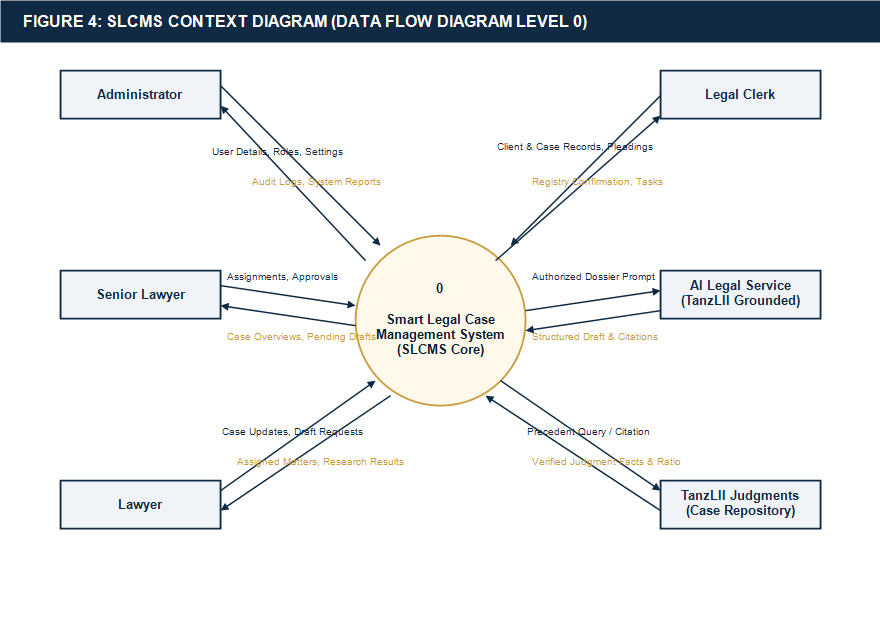 FIGURE 4: SLCMS CONTEXT DIAGRAM (DATA FLOW DIAGRAM LEVEL 0)
Administrator
Legal Clerk
User Details, Roles, Settings
Client & Case Records, Pleadings
Audit Logs, System Reports
Registry Confirmation, Tasks
Senior Lawyer
Assignments, Approvals
Case Overviews, Pending Drafts
0
Smart Legal Case
Management System
(SLCMS Core)
Authorized Dossier Prompt
AI Legal Service
(TanzLII Grounded)
Structured Draft & Citations
Case Updates, Draft Requests
Assigned Matters, Research Results
Lawyer
Precedent Query / Citation
Verified Judgment Facts & Ratio
TanzLII Judgments
(Case Repository)